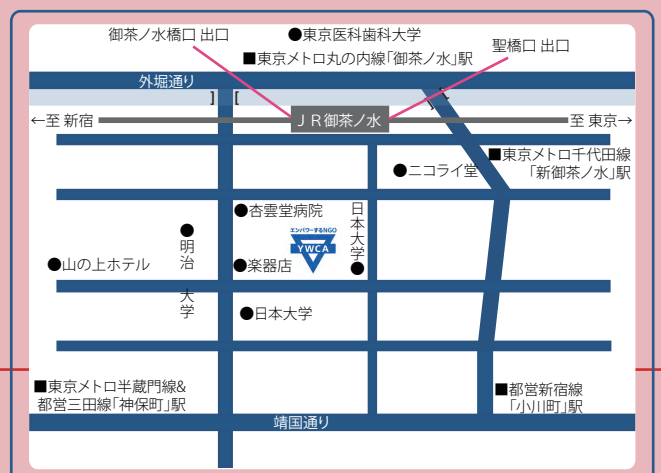 御茶ノ水橋口 出口
●東京医科歯科大学
聖橋口 出口
■東京メトロ丸の内線「御茶ノ水」駅
外堀通り
] [
←至 新宿
ＪＲ御茶ノ水
至 東京→
■東京メトロ千代田線
「新御茶ノ水」駅
●ニコライ堂
●杏雲堂病院
日本大学●
エンパワーするNGO
YWCA
●明治 大学
●山の上ホテル
●楽器店
●日本大学
■東京メトロ半蔵門線&
都営三田線「神保町」駅
■都営新宿線
「小川町」駅
靖国通り